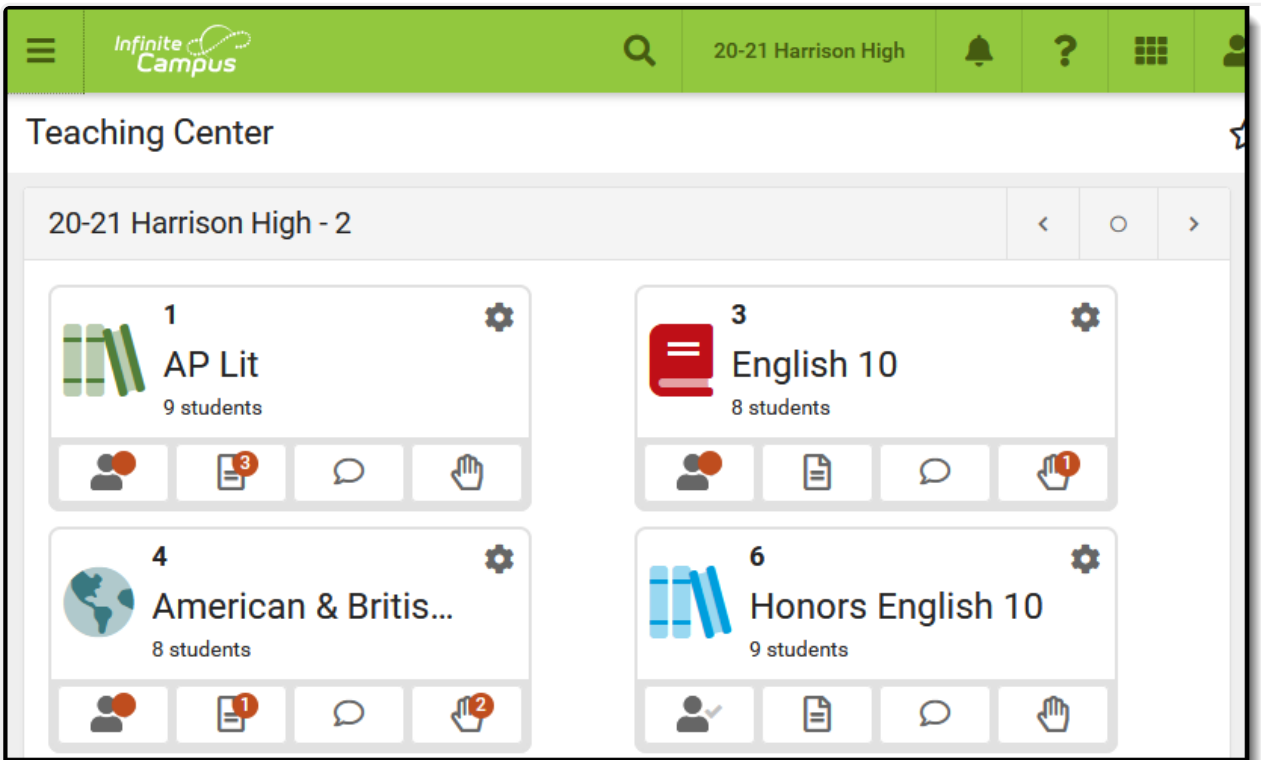 Infinite
Campus
20-21 Harrison High
?
Teaching Center
20-21 Harrison High - 2
1
AP Lit
9 students
3
3
English 10
8 students
1
4
American & Britis...
8 students
1
2
6
Honors English 10
9 students